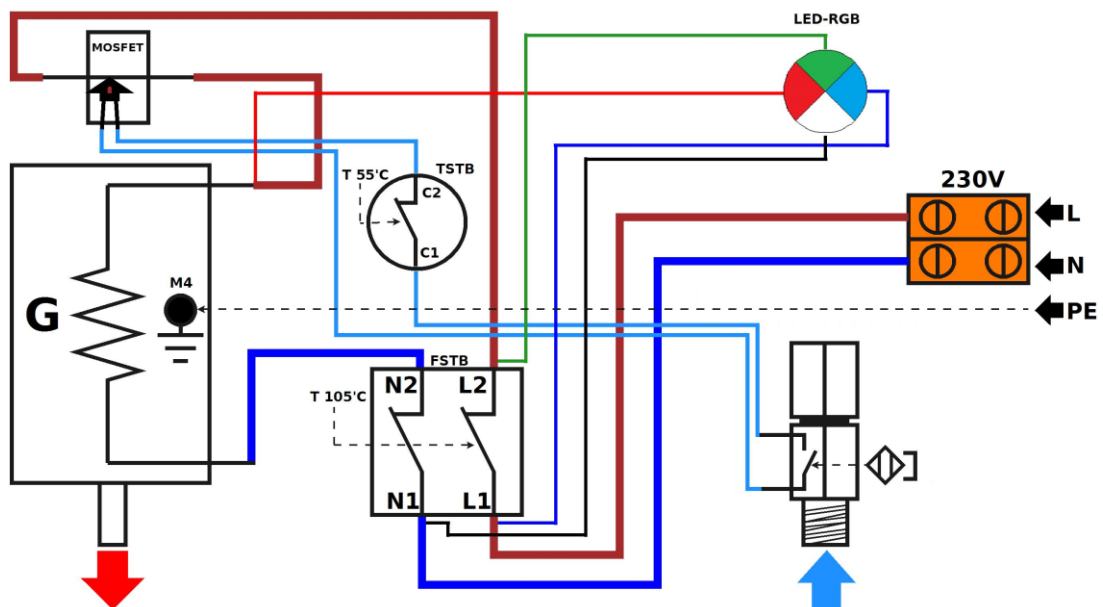 LED-RGB
MOSFET
T 55'C
TSTB
C2
C1
230V
L
N
PE
M4
G
FSTB
T 105'C
N2
L2
N1
L1